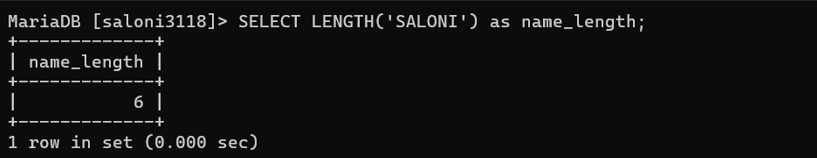 MariaDB [saloni3118]> SELECT LENGTH('SALONI') as name_length;
+-------------+
| name_length |
+-------------+
|           6 |
+-------------+
1 row in set (0.000 sec)